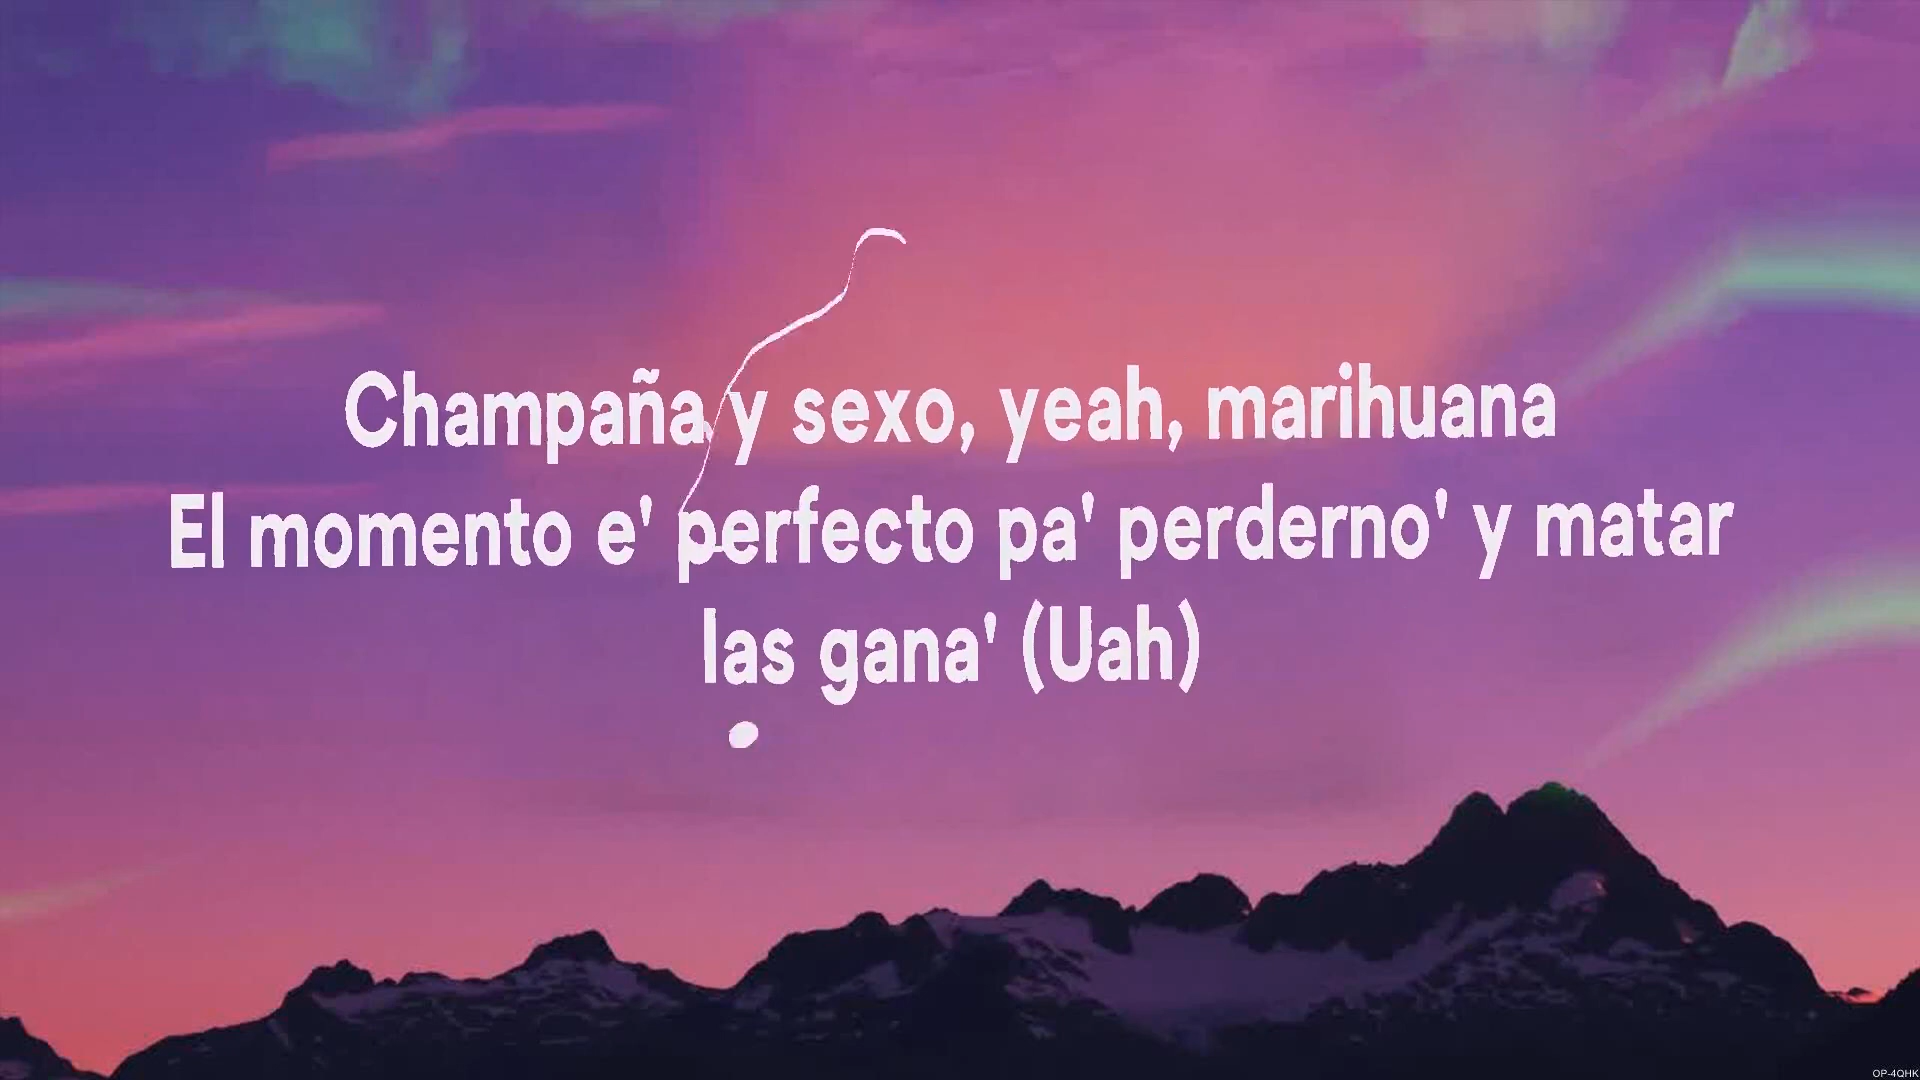 Champaña y sexo, yeah, marihuana
El momento e' perfecto pa' perderno' y matar
las gana' (Uah)
OP-4QHK